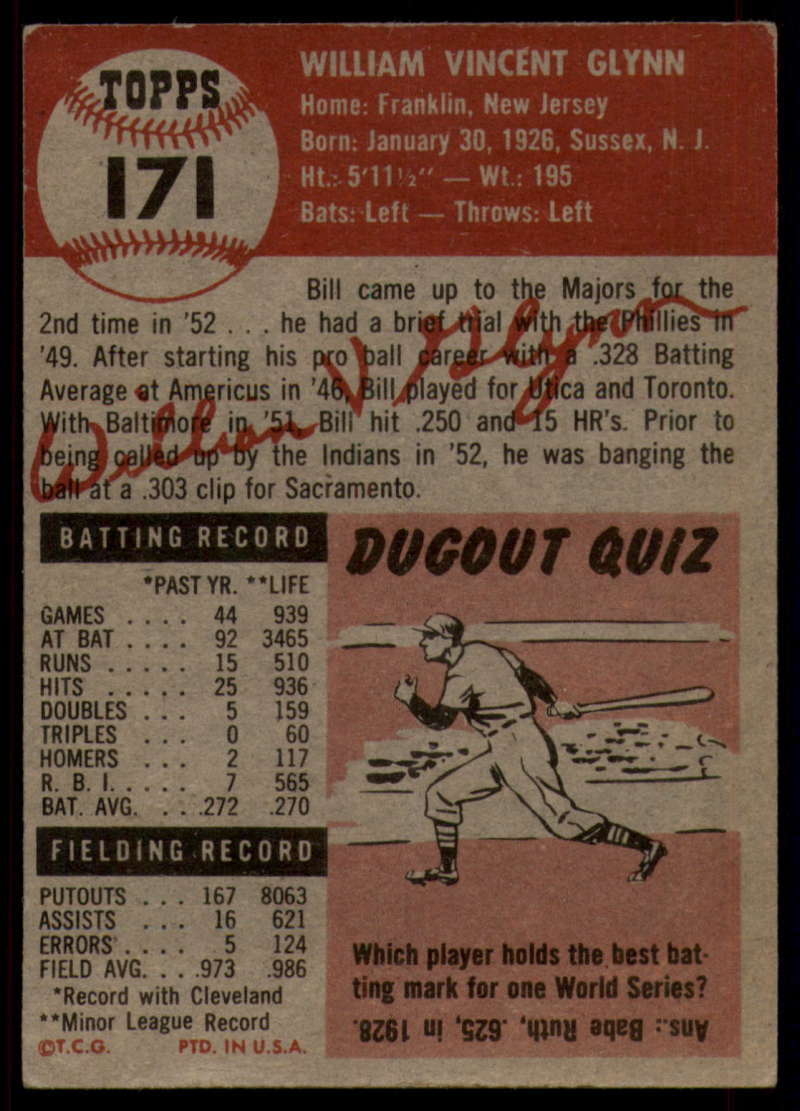 TOPPS
171
WILLIAM VINCENT GLYNN
Home: Franklin, New Jersey
Born: January 30, 1926, Sussex, N. J.
Ht.: 5'11½" — Wt.: 195
Bats: Left — Throws: Left
Bill came up to the Majors for the
2nd time in '52 . . . he had a brief trial with the Phillies in
'49. After starting his pro ball career with a .328 Batting
Average at Americus in '46, Bill played for Utica and Toronto.
With Baltimore in '51, Bill hit .250 and 15 HR's. Prior to
being called up by the Indians in '52, he was banging the
ball at a .303 clip for Sacramento.
William V Glynn
BATTING RECORD
*PAST YR. **LIFE
GAMES . . . . 44 939
AT BAT . . . . 92 3465
RUNS . . . . . 15 510
HITS . . . . . 25 936
DOUBLES . . . 5 159
TRIPLES . . . 0 60
HOMERS . . . 2 117
R. B. I. . . . . 7 565
BAT. AVG. . . .272 .270
FIELDING RECORD
PUTOUTS . . . 167 8063
ASSISTS . . . 16 621
ERRORS . . . . 5 124
FIELD AVG. . . .973 .986
*Record with Cleveland
**Minor League Record
©T.C.G. PTD. IN U.S.A.
DUGOUT QUIZ
Which player holds the best bat-
ting mark for one World Series?
Ans.: Babe Ruth, .625, in 1928.